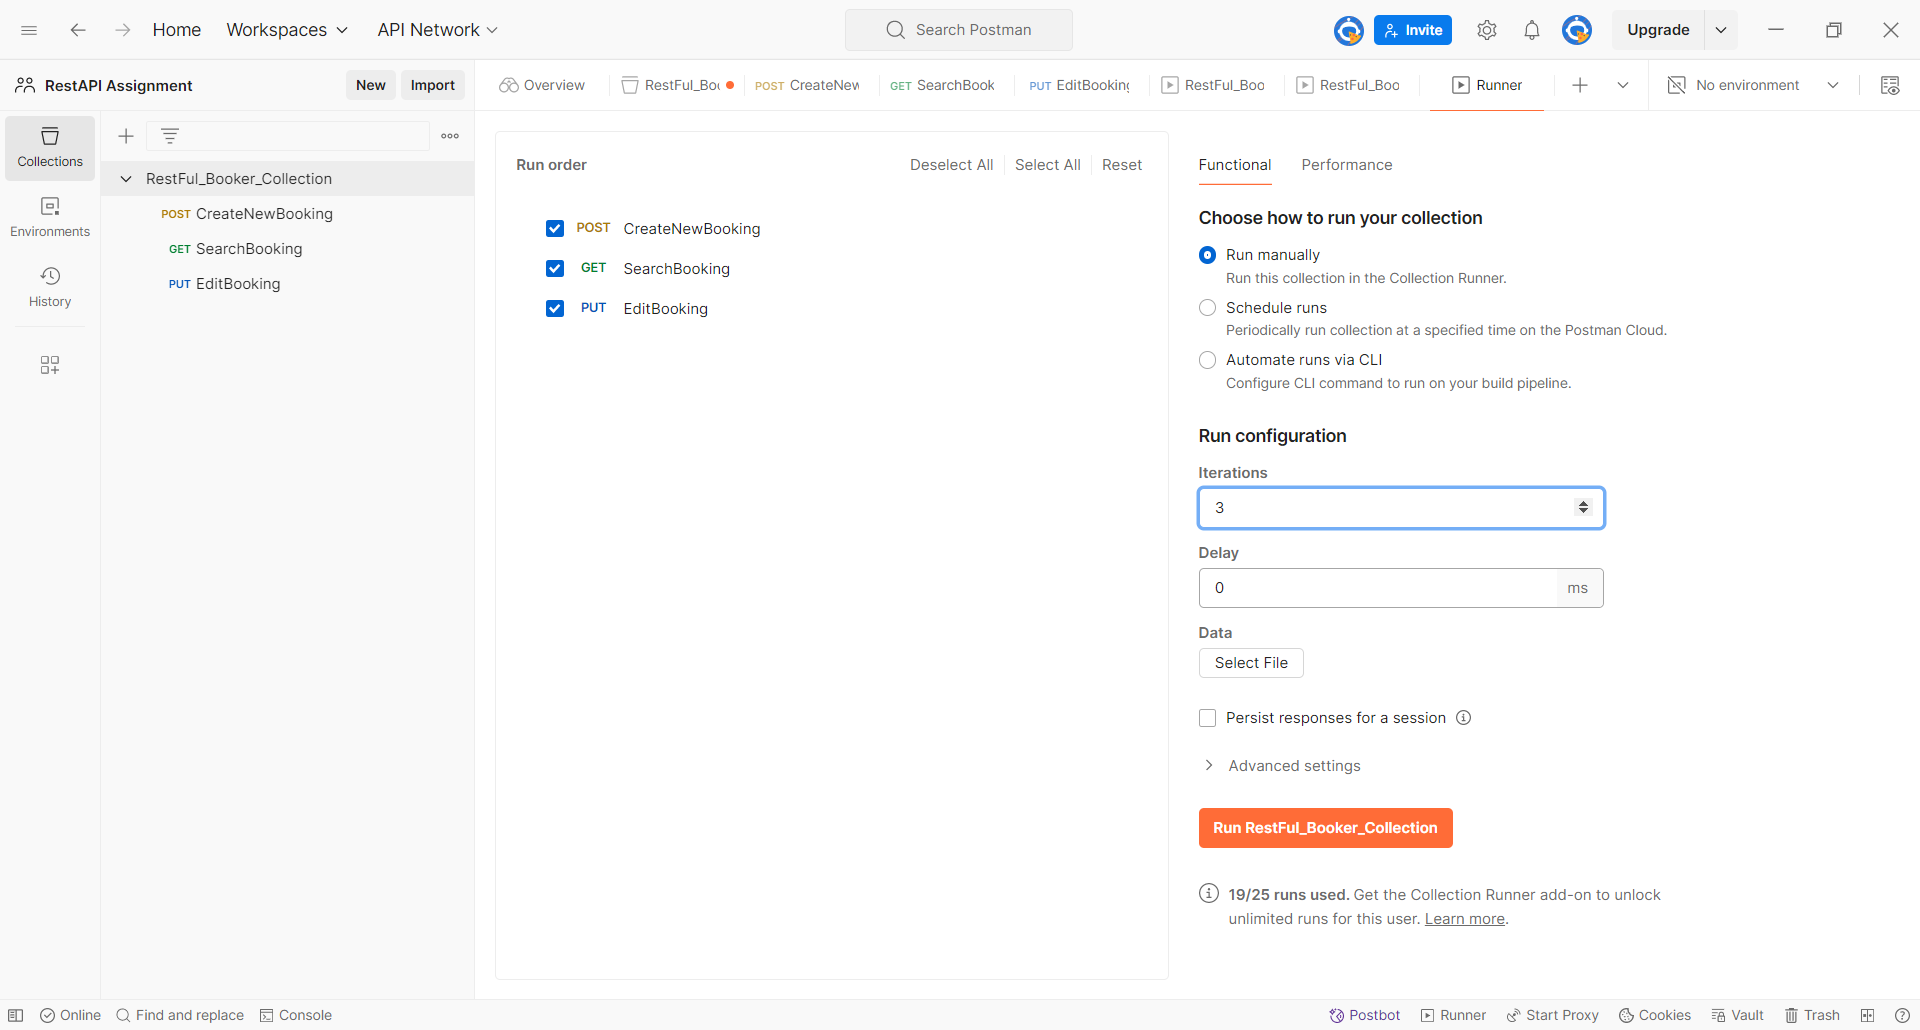 Home Workspaces API Network Search Postman Invite Upgrade
RestAPI Assignment New Import Overview RestFul_Boo POST CreateNew GET SearchBook PUT EditBooking RestFul_Boo RestFul_Boo Runner No environment
Collections
Environments
History
RestFul_Booker_Collection
POST CreateNewBooking
GET SearchBooking
PUT EditBooking
Run order Deselect All Select All Reset
POST CreateNewBooking
GET SearchBooking
PUT EditBooking
Functional Performance
Choose how to run your collection
Run manually
Run this collection in the Collection Runner.
Schedule runs
Periodically run collection at a specified time on the Postman Cloud.
Automate runs via CLI
Configure CLI command to run on your build pipeline.
Run configuration
Iterations
3
Delay
0 ms
Data
Select File
Persist responses for a session
Advanced settings
Run RestFul_Booker_Collection
19/25 runs used. Get the Collection Runner add-on to unlock
unlimited runs for this user. Learn more.
Online Find and replace Console Postbot Runner Start Proxy Cookies Vault Trash